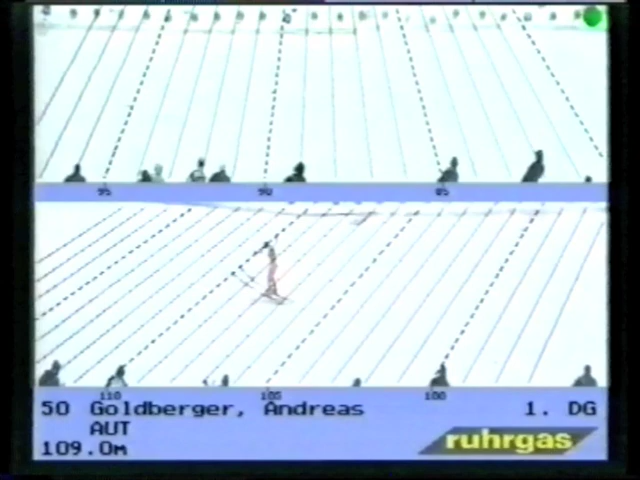 95 90 85
110 105 100
50 Goldberger, Andreas 1. DG
AUT
109.0m
ruhrgas